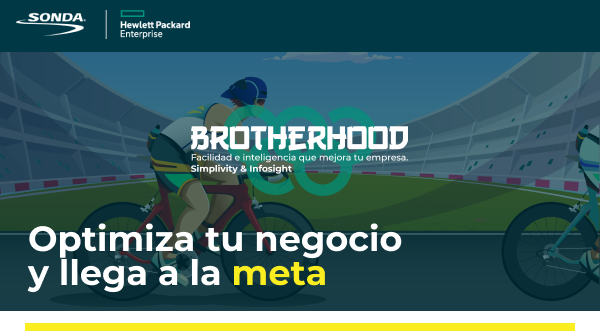 SONDA
Hewlett Packard
Enterprise
BROTHERHOOD
Facilidad e inteligencia que mejora tu empresa.
Simplivity & Infosight
Optimiza tu negocio
y llega a la meta